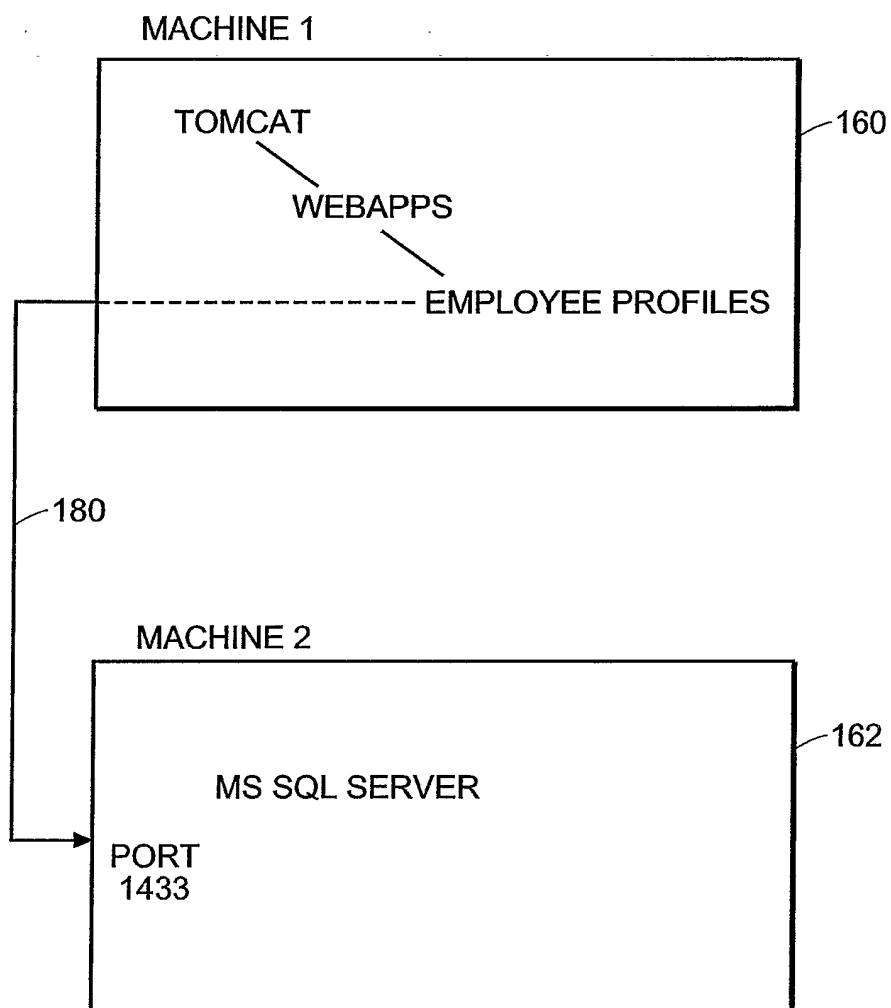 MACHINE 1
TOMCAT
160
WEBAPPS
EMPLOYEE PROFILES
180
MACHINE 2
162
MS SQL SERVER
PORT
1433